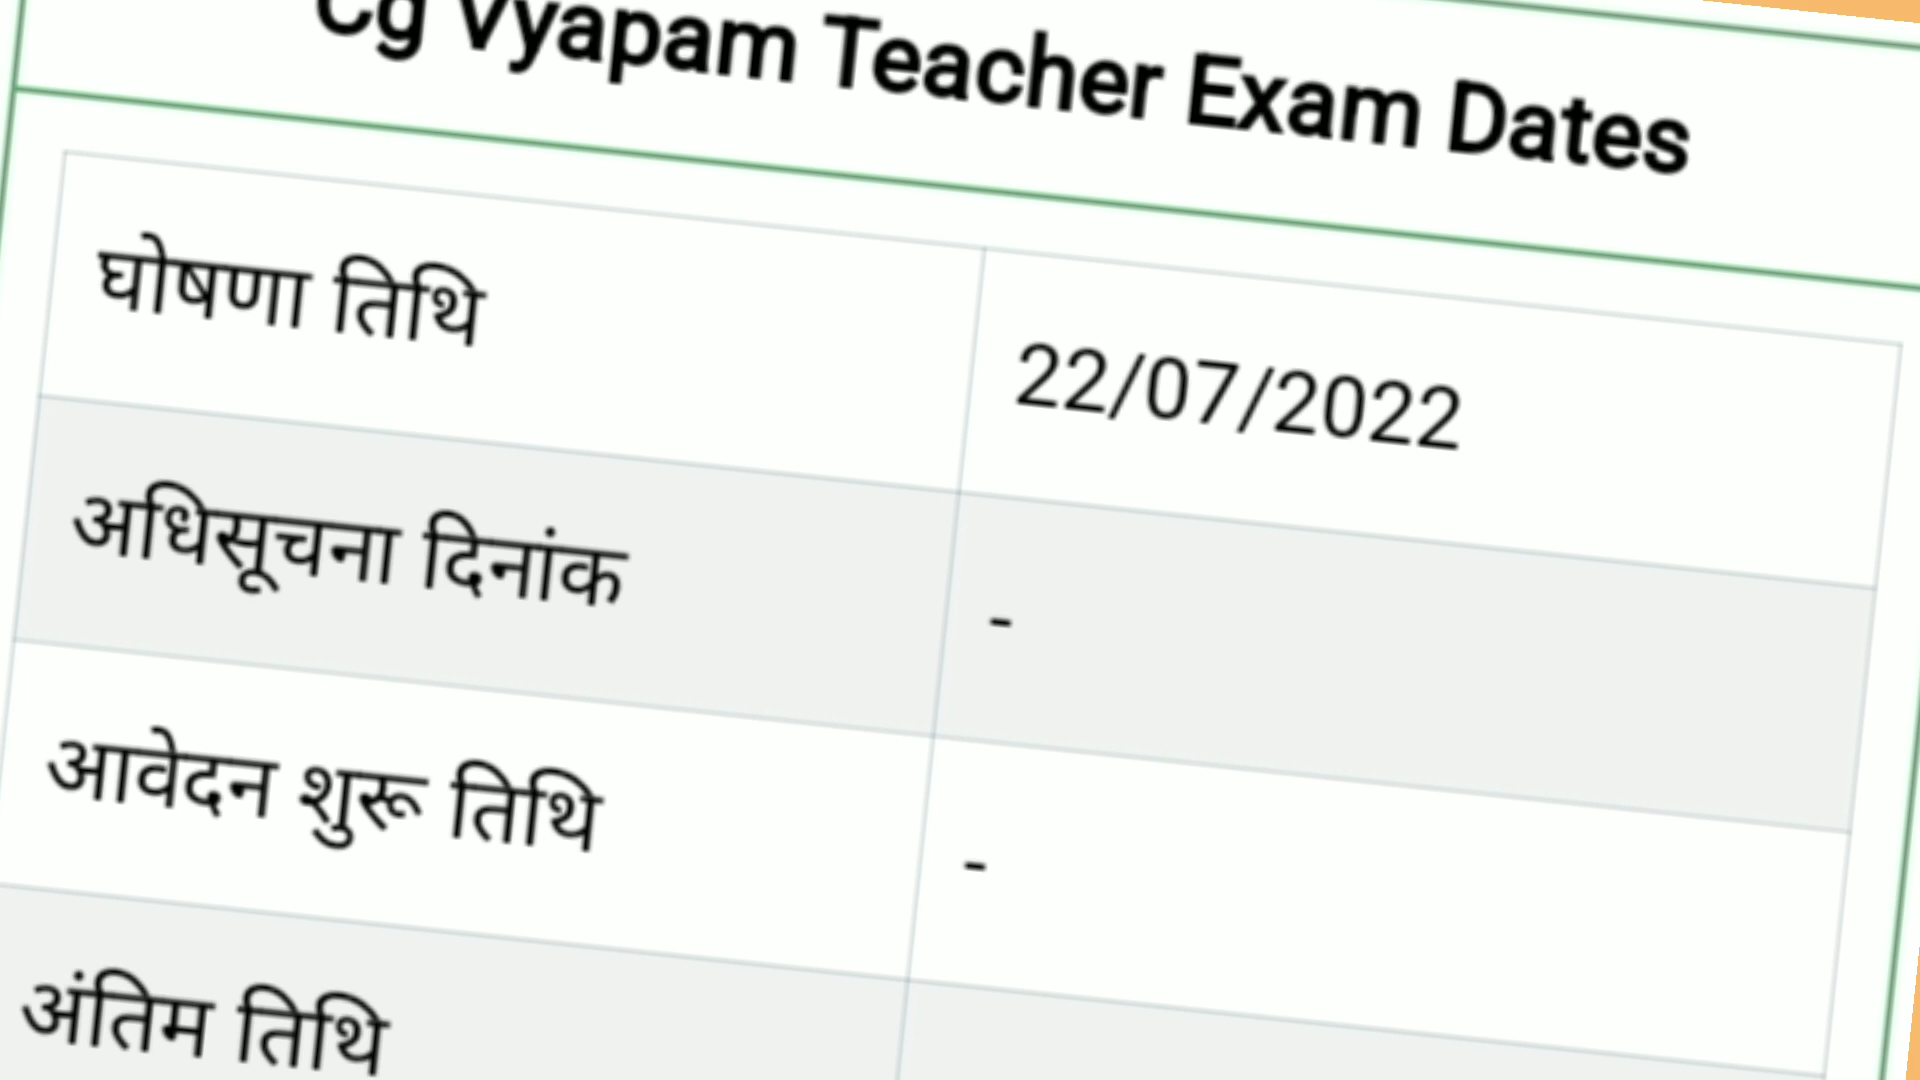 Cg Vyapam Teacher Exam Dates
घोषणा तिथि
22/07/2022
अधिसूचना दिनांक
-
आवेदन शुरू तिथि
-
अंतिम तिथि